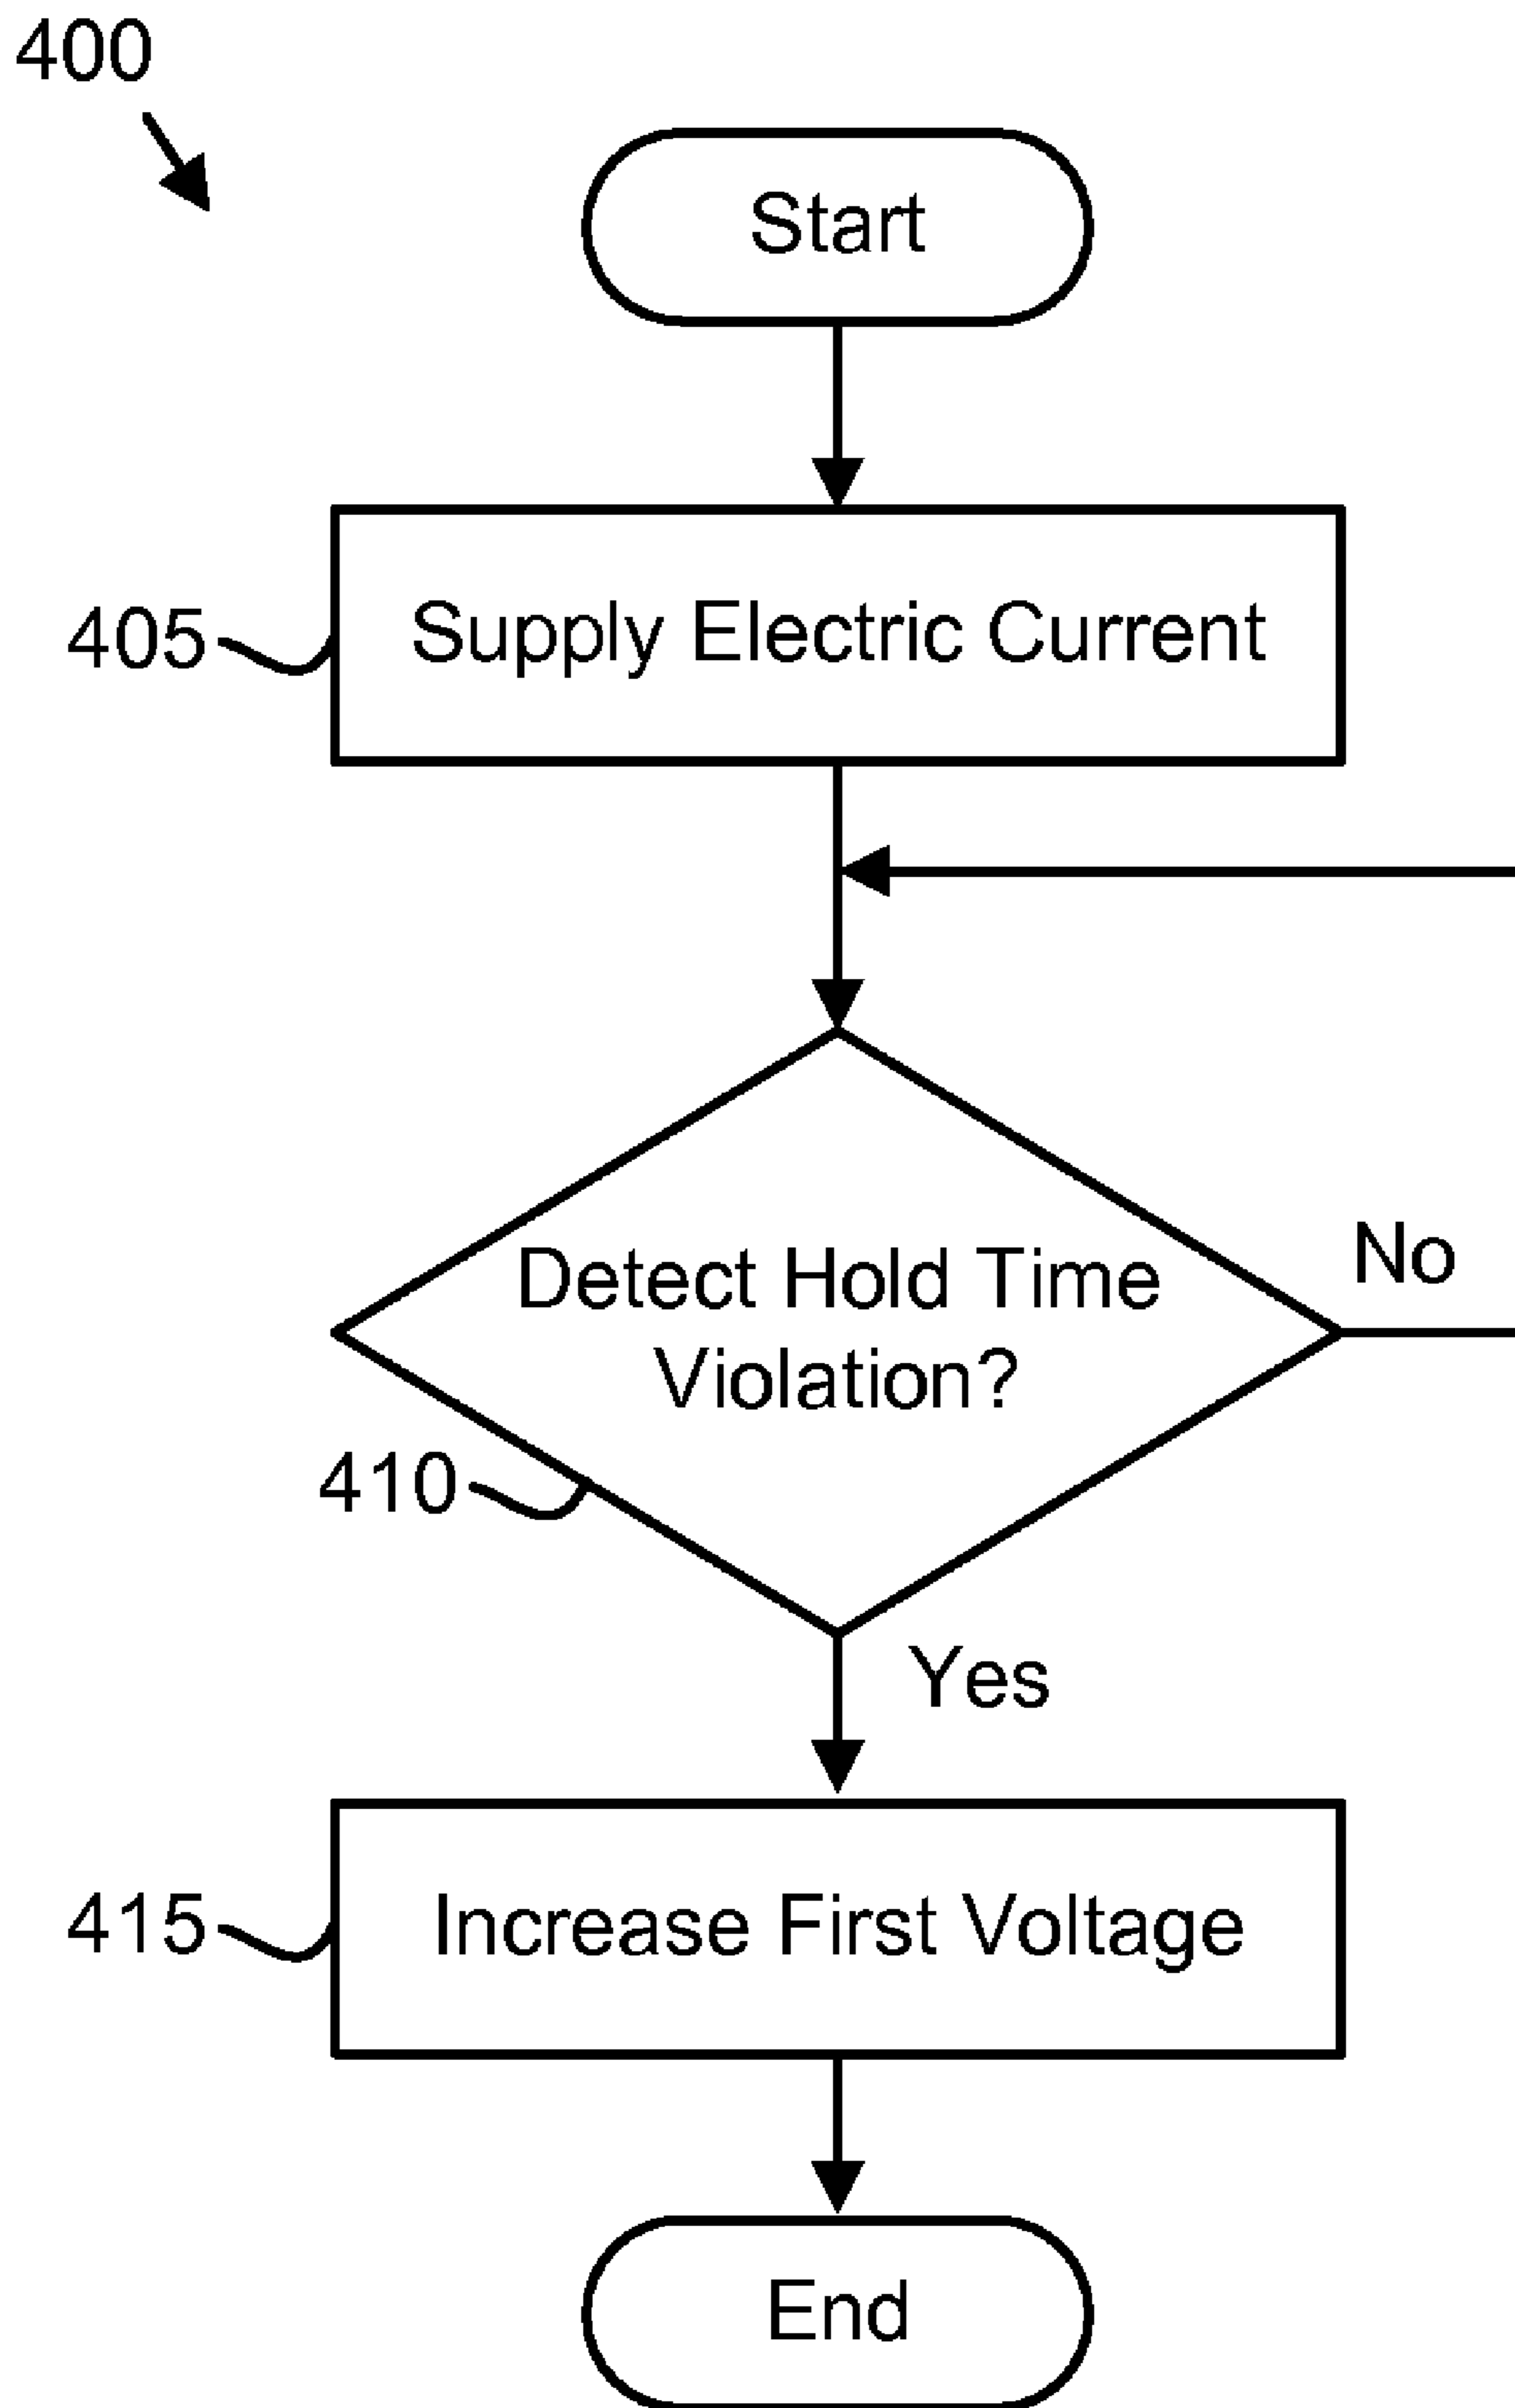 400
Start
405
Supply Electric Current
Detect Hold Time
Violation?
No
410
Yes
415
Increase First Voltage
End